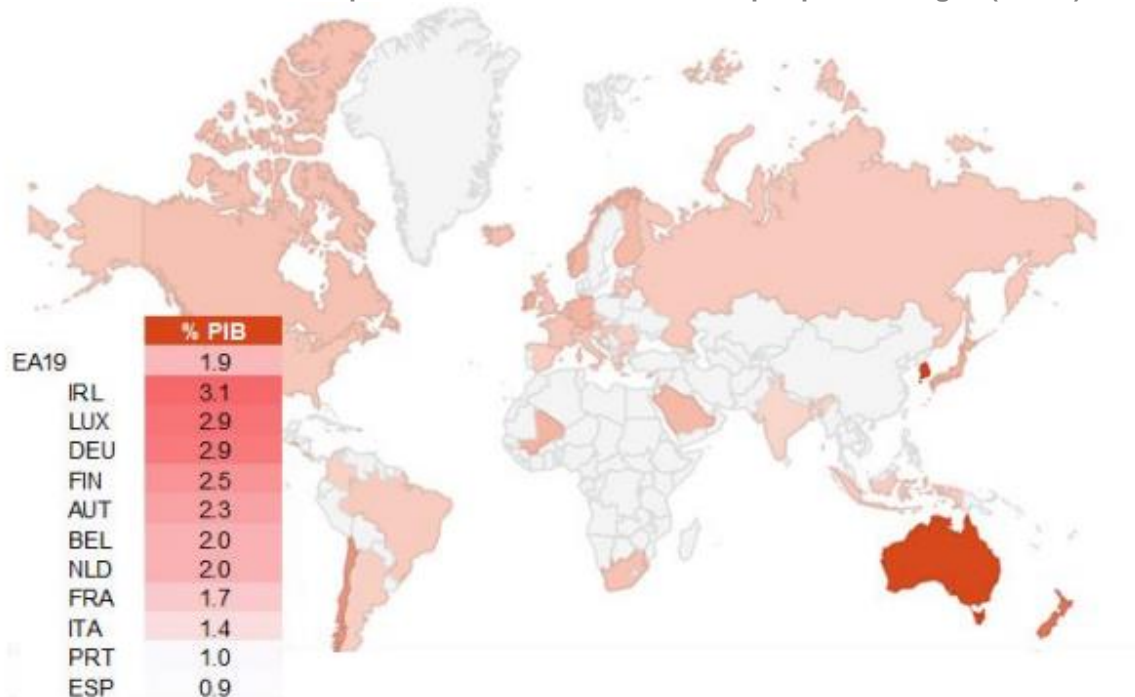 % PIB
EA19 1.9
IRL 3.1
LUX 2.9
DEU 2.9
FIN 2.5
AUT 2.3
BEL 2.0
NLD 2.0
FRA 1.7
ITA 1.4
PRT 1.0
ESP 0.9